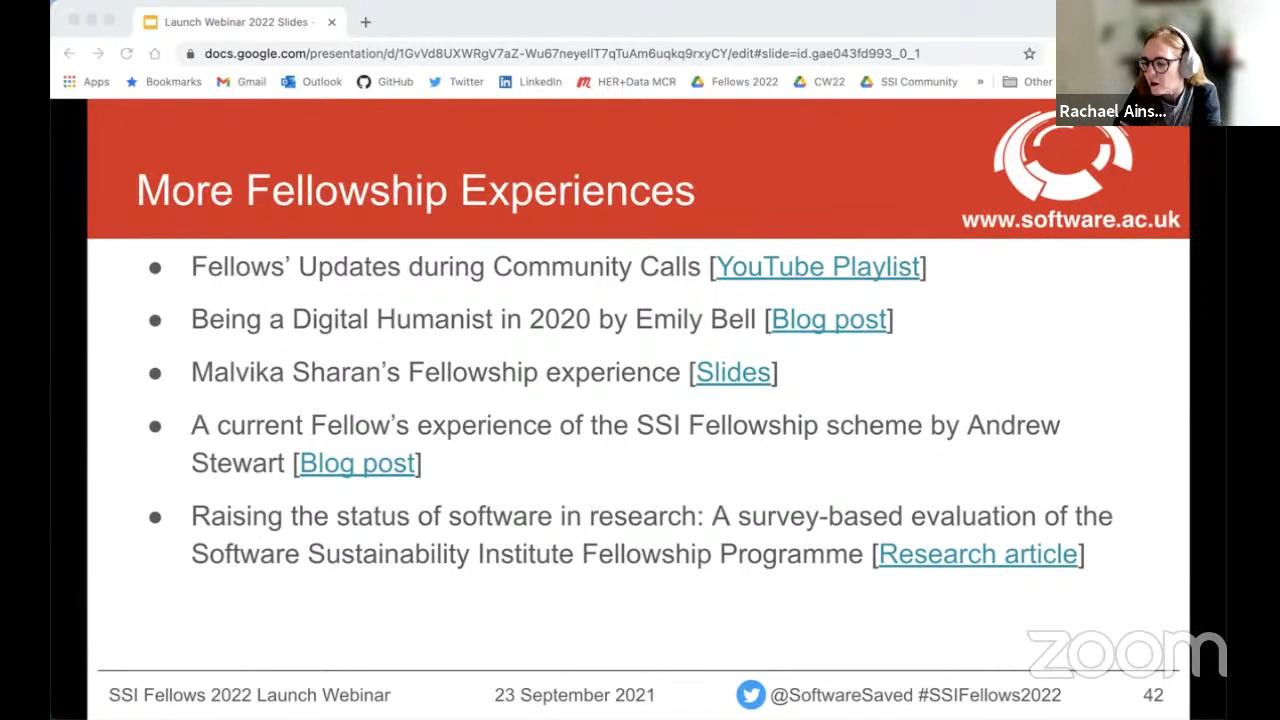 Launch Webinar 2022 Slides -
docs.google.com/presentation/d/1GvVd8UXWRgV7aZ-Wu67neyelIT7qTuAm6uqkq9rxyCY/edit#slide=id.gae043fd993_0_1
Apps Bookmarks Gmail Outlook GitHub Twitter LinkedIn HER+Data MCR Fellows 2022 CW22 SSI Community » Other
Rachael Ains...
More Fellowship Experiences
www.software.ac.uk
● Fellows’ Updates during Community Calls [YouTube Playlist]
● Being a Digital Humanist in 2020 by Emily Bell [Blog post]
● Malvika Sharan’s Fellowship experience [Slides]
● A current Fellow’s experience of the SSI Fellowship scheme by Andrew
Stewart [Blog post]
● Raising the status of software in research: A survey-based evaluation of the
Software Sustainability Institute Fellowship Programme [Research article]
zoom
SSI Fellows 2022 Launch Webinar 23 September 2021 @SoftwareSaved #SSIFellows2022 42